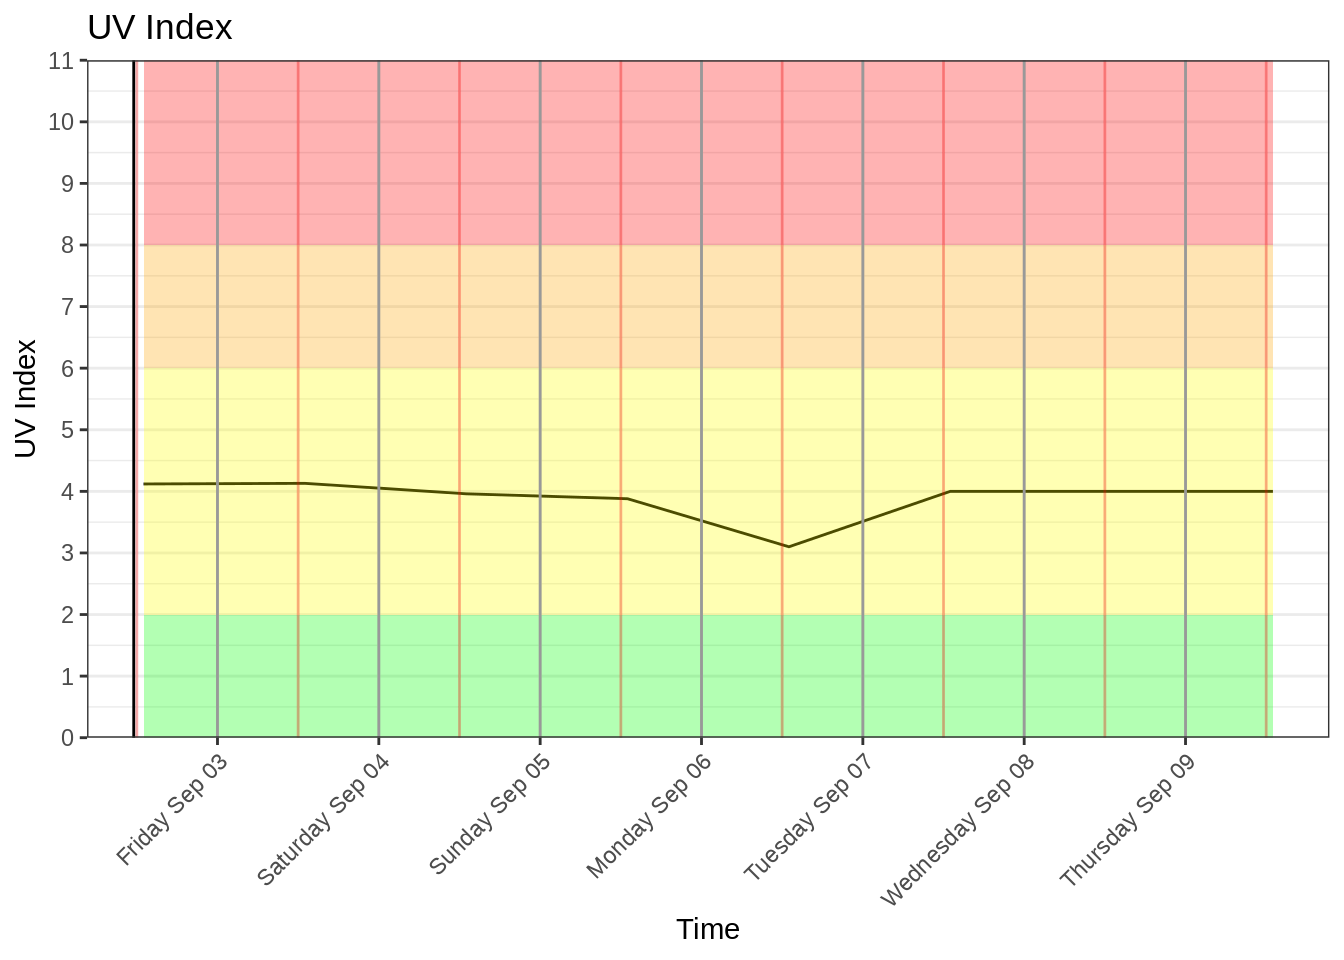 UV Index
11
10
9
8
7
6
5
4
3
2
1
0
UV Index
Friday Sep 03
Saturday Sep 04
Sunday Sep 05
Monday Sep 06
Tuesday Sep 07
Wednesday Sep 08
Thursday Sep 09
Time